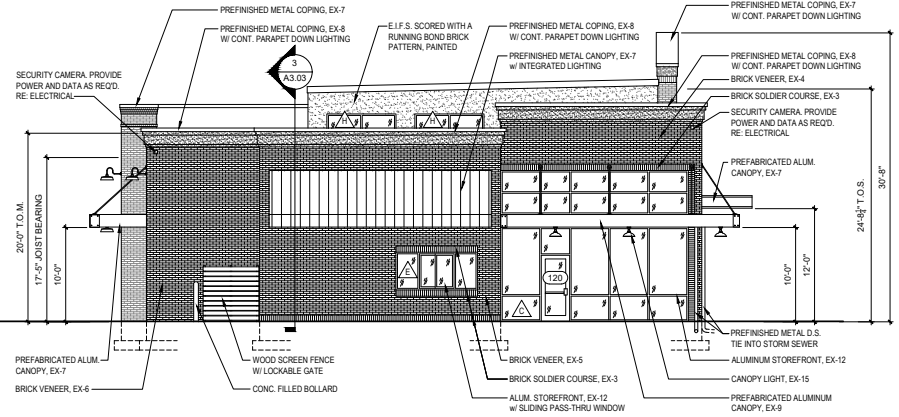 PREFINISHED METAL COPING, EX-7
PREFINISHED METAL COPING, EX-8
W/ CONT. PARAPET DOWN LIGHTING
3
A3.03
E.I.F.S. SCORED WITH A
RUNNING BOND BRICK
PATTERN, PAINTED
PREFINISHED METAL COPING, EX-8
W/ CONT. PARAPET DOWN LIGHTING
PREFINISHED METAL CANOPY, EX-7
w/ INTEGRATED LIGHTING
PREFINISHED METAL COPING, EX-7
W/ CONT. PARAPET DOWN LIGHTING
PREFINISHED METAL COPING, EX-8
W/ CONT. PARAPET DOWN LIGHTING
BRICK VENEER, EX-4
BRICK SOLDIER COURSE, EX-3
SECURITY CAMERA. PROVIDE
POWER AND DATA AS REQ'D.
RE: ELECTRICAL
SECURITY CAMERA. PROVIDE
POWER AND DATA AS REQ'D.
RE: ELECTRICAL
PREFABRICATED ALUM.
CANOPY, EX-7
H
H
E
C
120
20'-0" T.O.M.
17'-5" JOIST BEARING
10'-0"
10'-0"
12'-0"
24'-8¾" T.O.S.
30'-8"
PREFABRICATED ALUM.
CANOPY, EX-7
BRICK VENEER, EX-6
WOOD SCREEN FENCE
W/ LOCKABLE GATE
CONC. FILLED BOLLARD
BRICK VENEER, EX-5
BRICK SOLDIER COURSE, EX-3
ALUM. STOREFRONT, EX-12
w/ SLIDING PASS-THRU WINDOW
PREFINISHED METAL D.S.
TIE INTO STORM SEWER
ALUMINUM STOREFRONT, EX-12
CANOPY LIGHT, EX-15
PREFABRICATED ALUMINUM
CANOPY, EX-9